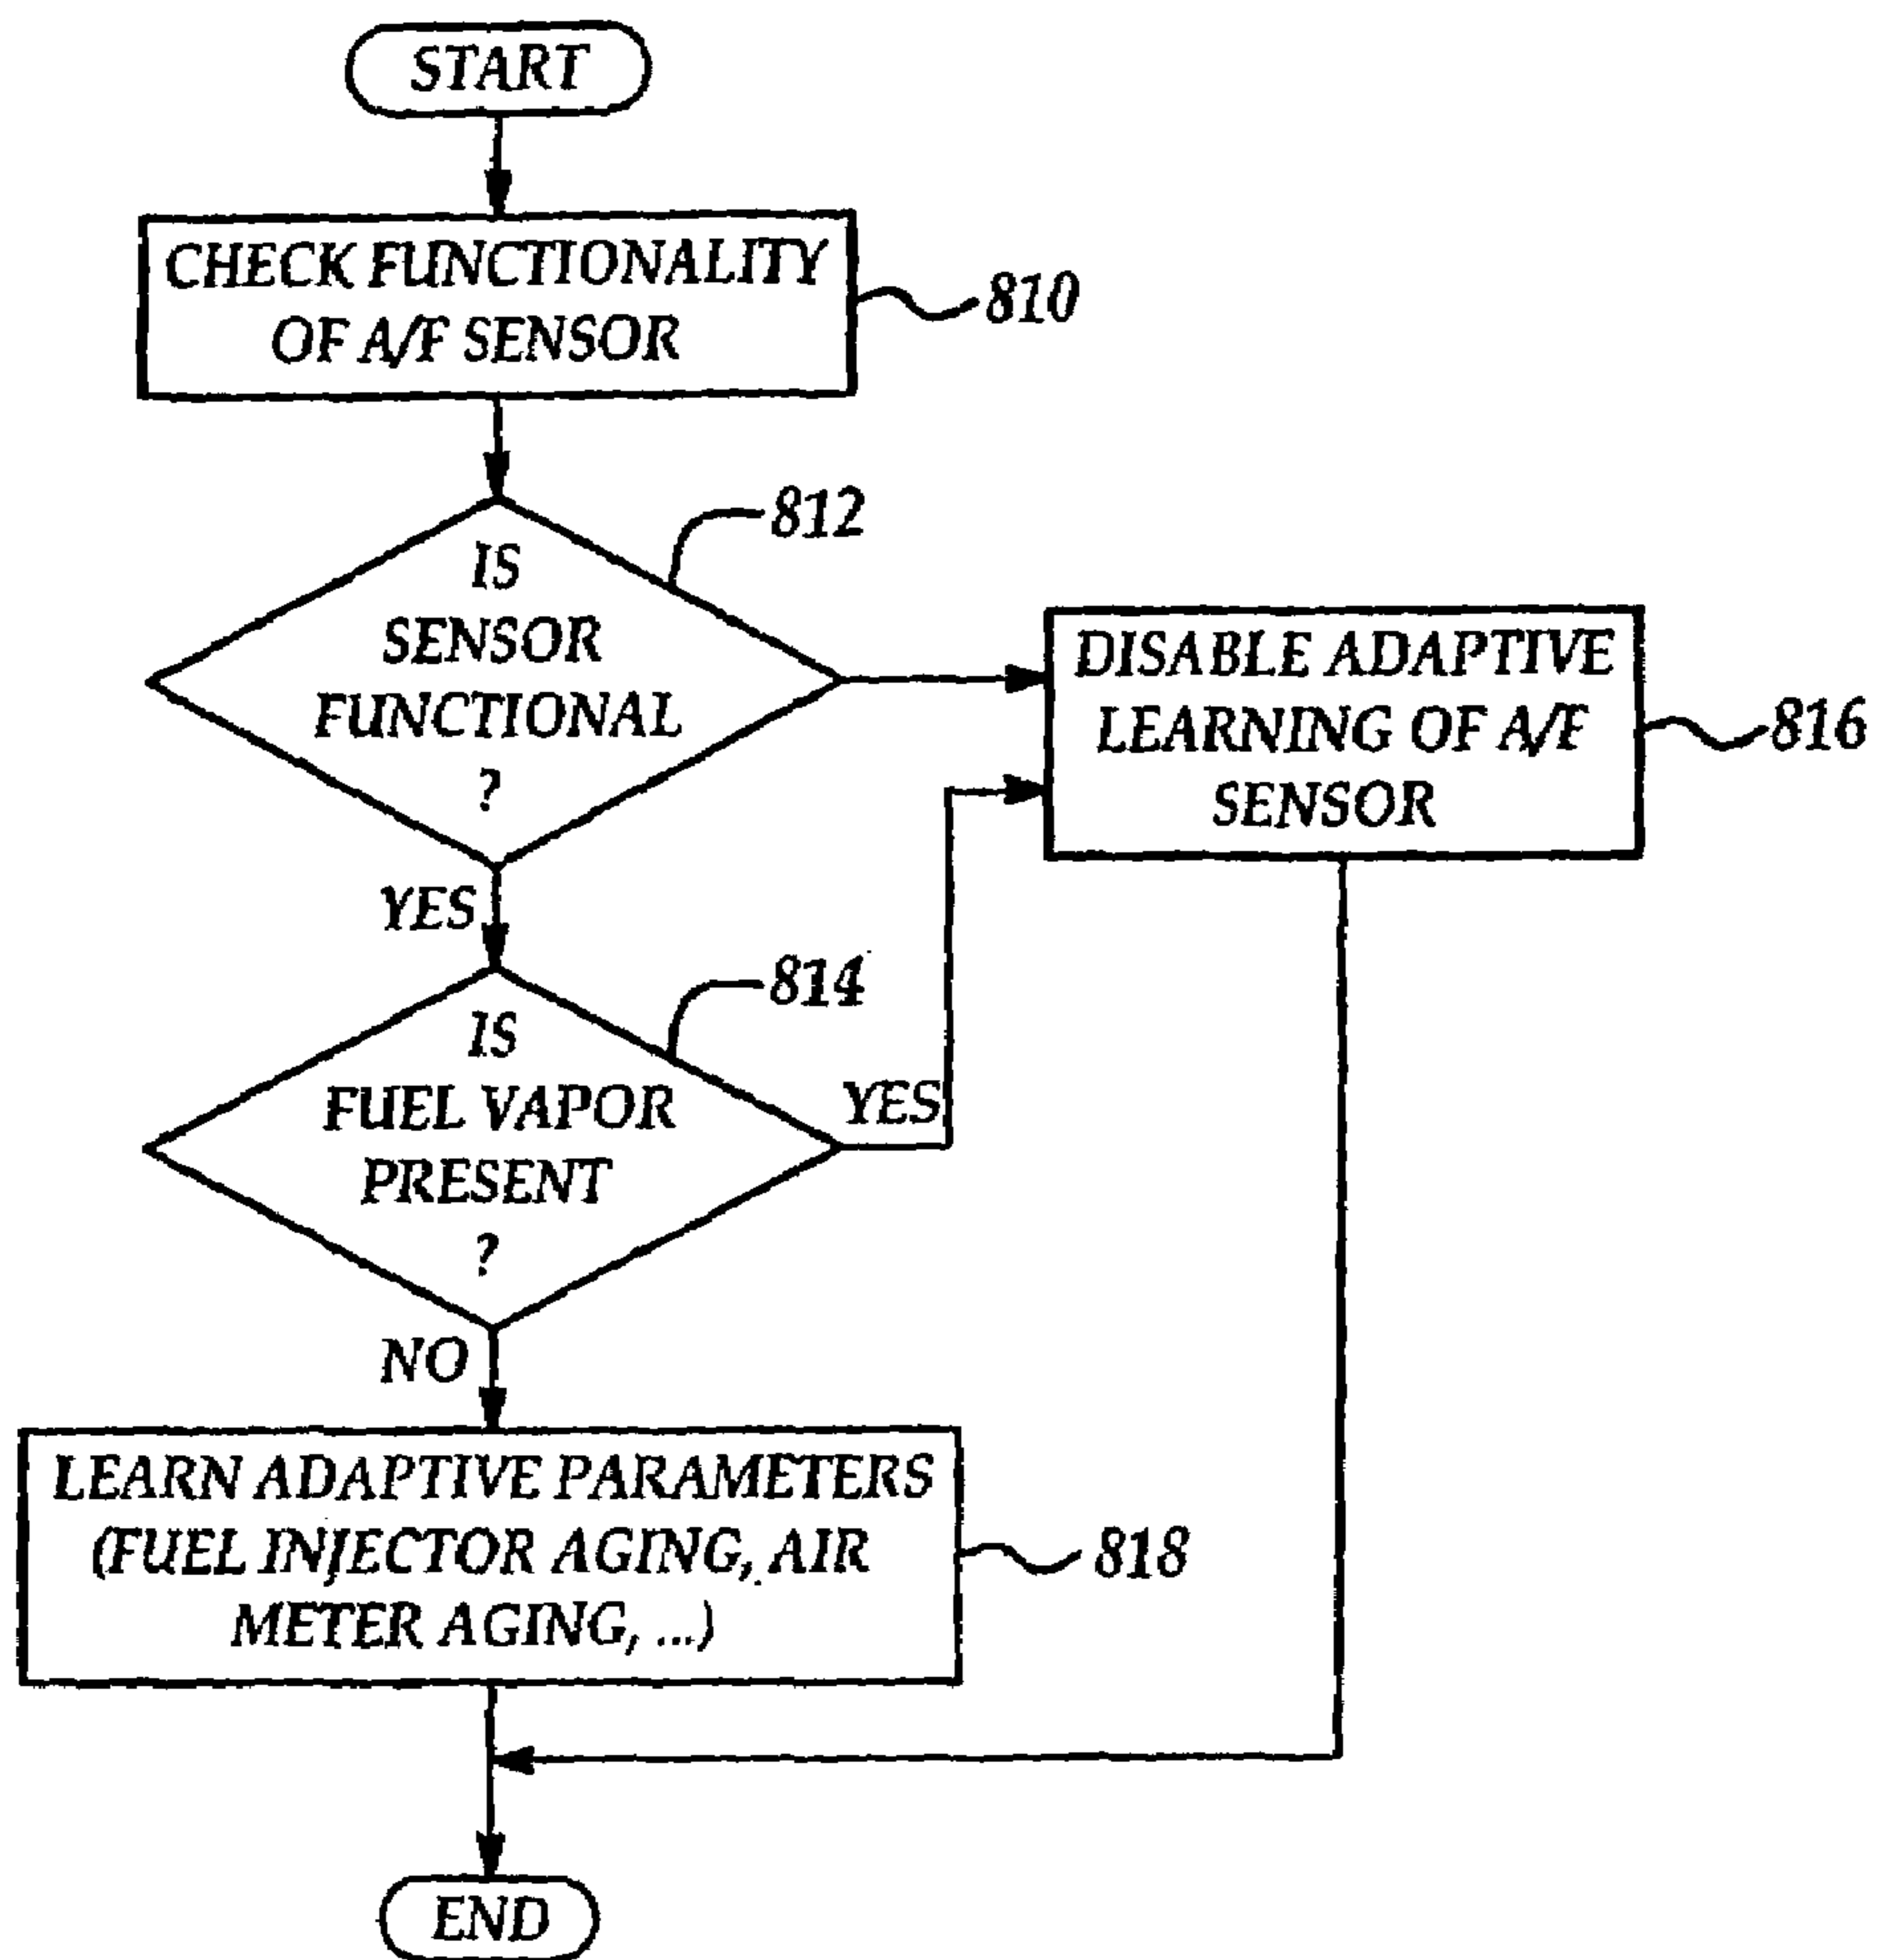 START
CHECK FUNCTIONALITY
OF A/F SENSOR
810
812
IS
SENSOR
FUNCTIONAL
?
DISABLE ADAPTIVE
LEARNING OF A/F
SENSOR
816
YES
814
IS
FUEL VAPOR
PRESENT
?
YES
NO
LEARN ADAPTIVE PARAMETERS
(FUEL INJECTOR AGING, AIR
METER AGING, ...)
818
END